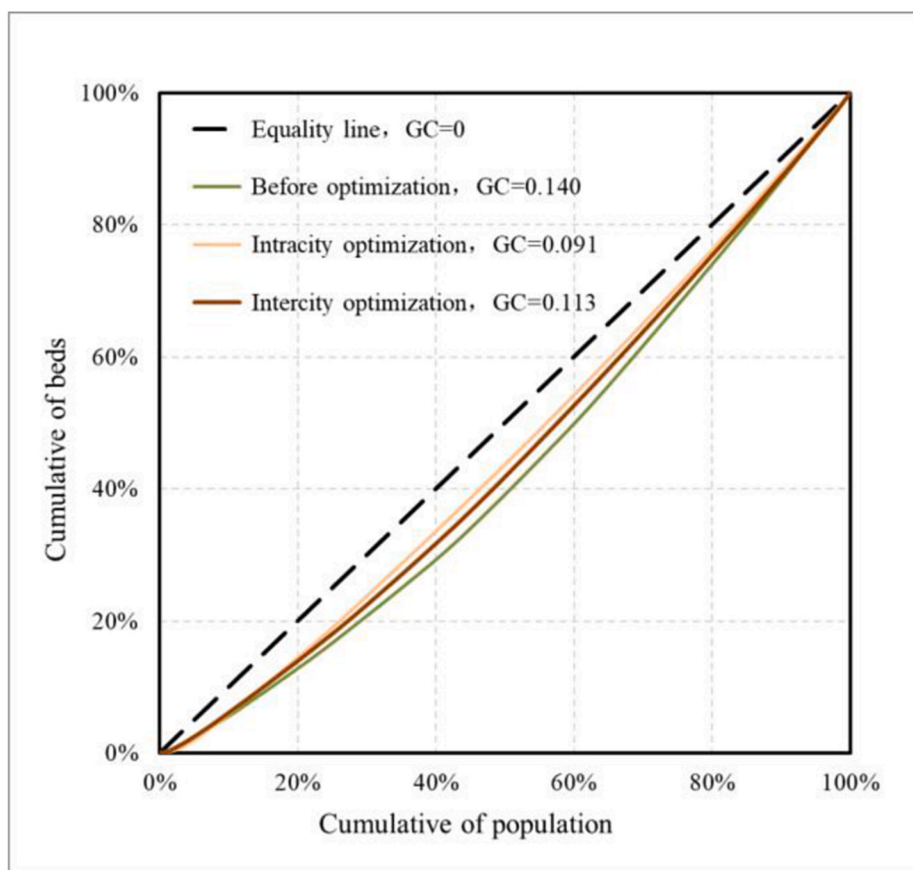 100%
80%
60%
40%
20%
0%
Cumulative of beds
Equality line，GC=0
Before optimization，GC=0.140
Intracity optimization，GC=0.091
Intercity optimization，GC=0.113
0% 20% 40% 60% 80% 100%
Cumulative of population